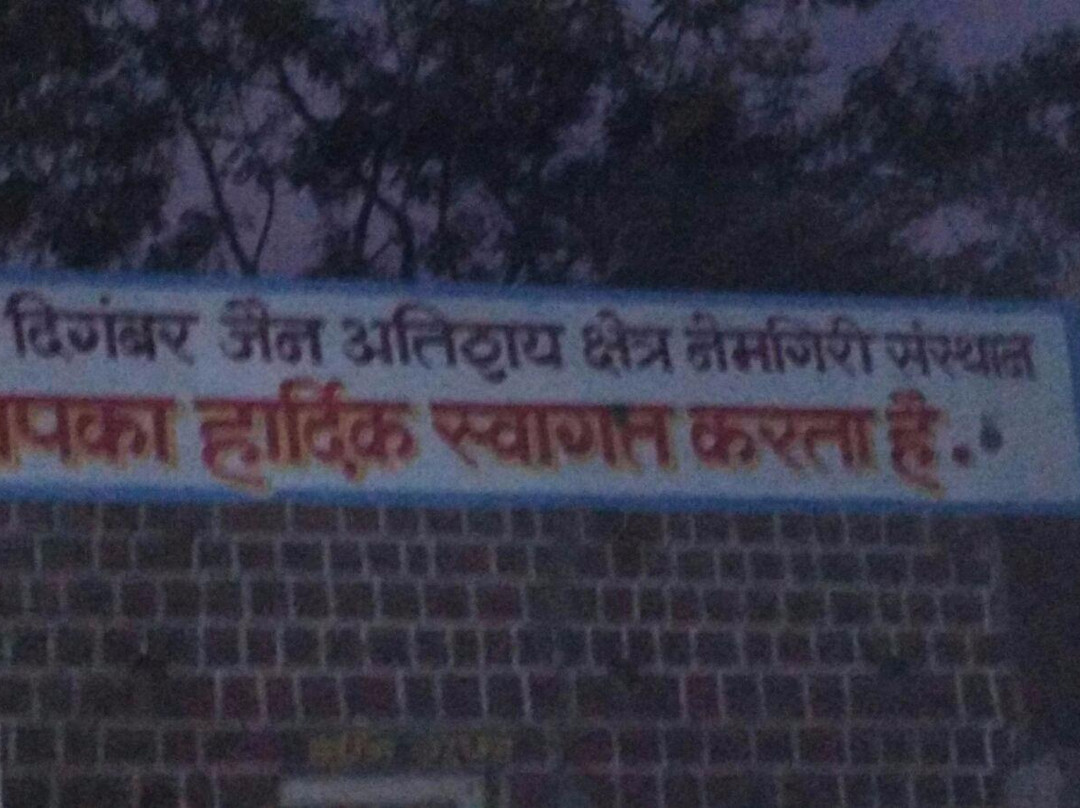 दिगंबर जैन अतिशय क्षेत्र नेमगिरी संस्थान
पका हार्दिक स्वागत करता है..